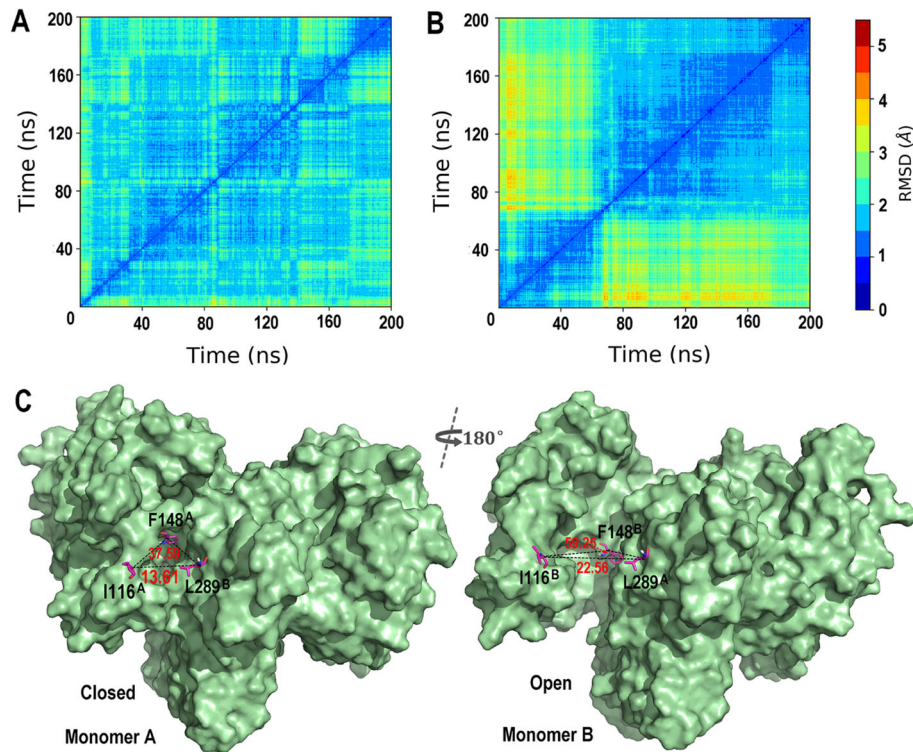 A
B
200
160
120
80
40
0
40
80
120
160
200
Time (ns)
Time (ns)
200
160
120
80
40
0
40
80
120
160
200
Time (ns)
Time (ns)
5
4
3
2
1
0
RMSD (Å)
C
180°
F148ᴬ
37.50
13.61
I116ᴬ
L289ᴮ
Closed
Monomer A
F148ᴮ
59.25
22.56
I116ᴮ
L289ᴬ
Open
Monomer B